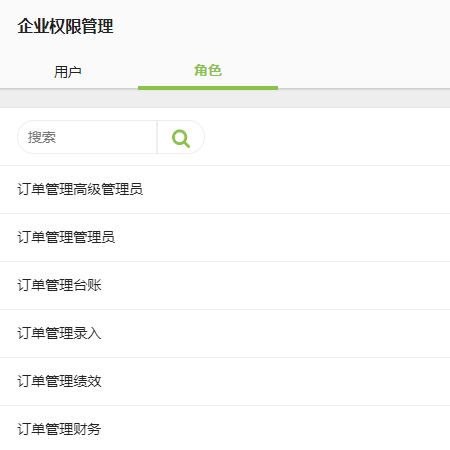 企业权限管理
用户
角色
搜索
订单管理高级管理员
订单管理管理员
订单管理台账
订单管理录入
订单管理绩效
订单管理财务